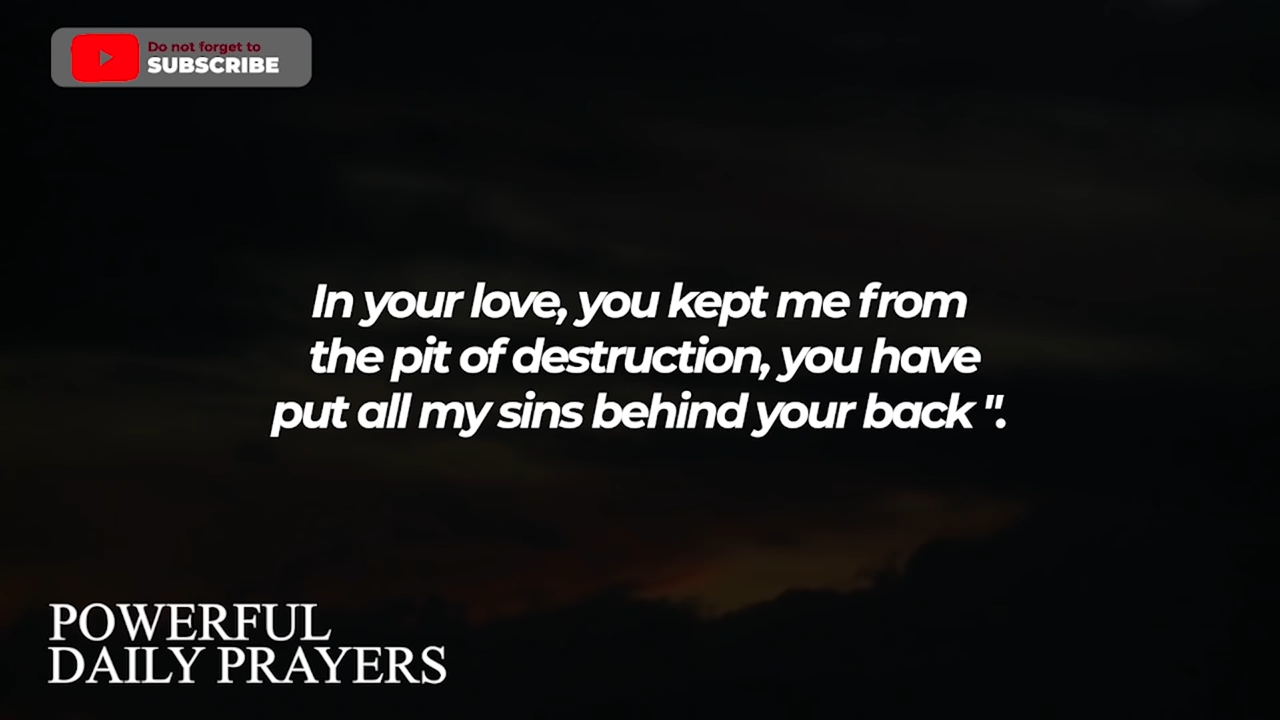 Do not forget to
SUBSCRIBE
In your love, you kept me from
the pit of destruction, you have
put all my sins behind your back ".
POWERFUL
DAILY PRAYERS